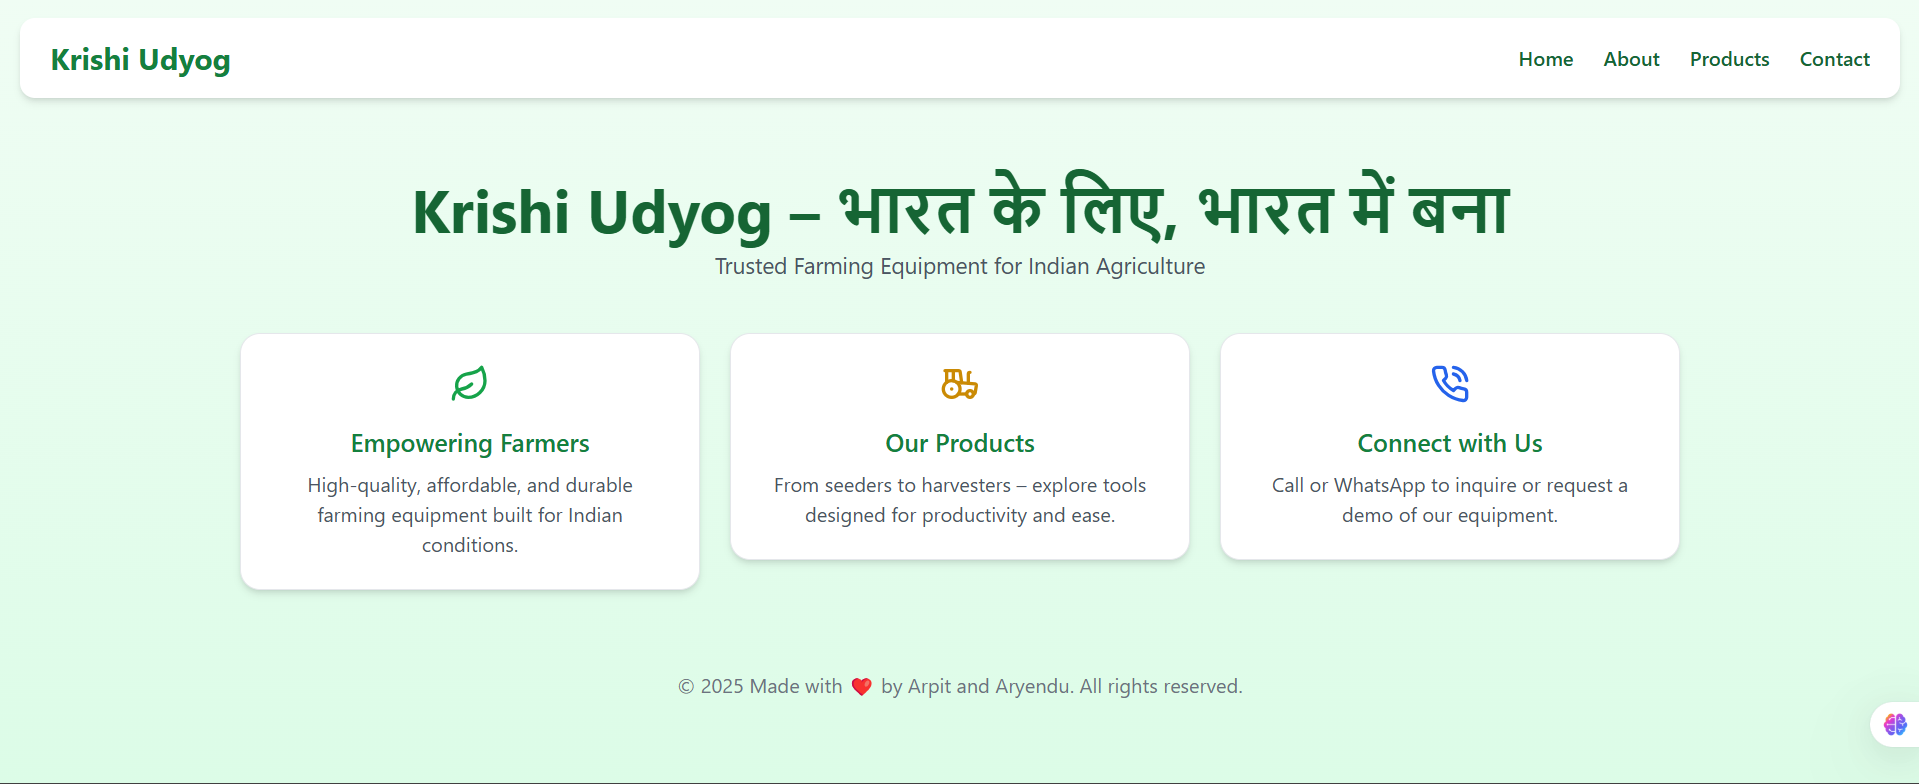 Krishi Udyog
Home About Products Contact
Krishi Udyog – भारत के लिए, भारत में बना
Trusted Farming Equipment for Indian Agriculture
Empowering Farmers
High-quality, affordable, and durable
farming equipment built for Indian
conditions.
Our Products
From seeders to harvesters – explore tools
designed for productivity and ease.
Connect with Us
Call or WhatsApp to inquire or request a
demo of our equipment.
© 2025 Made with ❤️ by Arpit and Aryendu. All rights reserved.